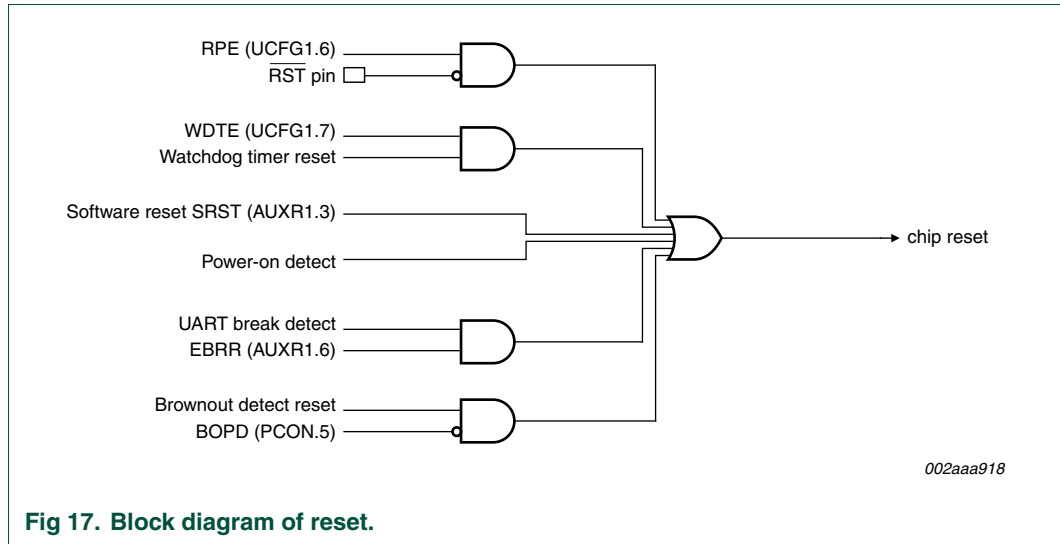 RPE (UCFG1.6)
RST pin
WDTE (UCFG1.7)
Watchdog timer reset
Software reset SRST (AUXR1.3)
chip reset
Power-on detect
UART break detect
EBRR (AUXR1.6)
Brownout detect reset
BOPD (PCON.5)
002aaa918
Fig 17. Block diagram of reset.